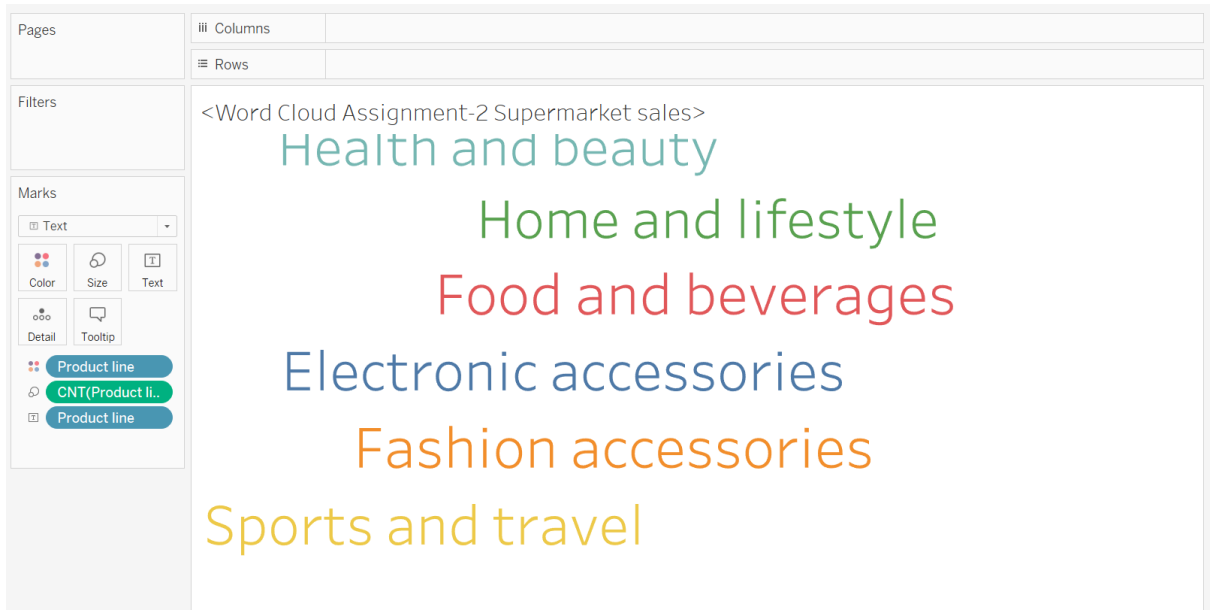 Pages
Columns
Rows
Filters
<Word Cloud Assignment-2 Supermarket sales>
Health and beauty
Home and lifestyle
Food and beverages
Electronic accessories
Fashion accessories
Sports and travel
Marks
Text
Color Size Text
Detail Tooltip
Product line
CNT(Product li..
Product line